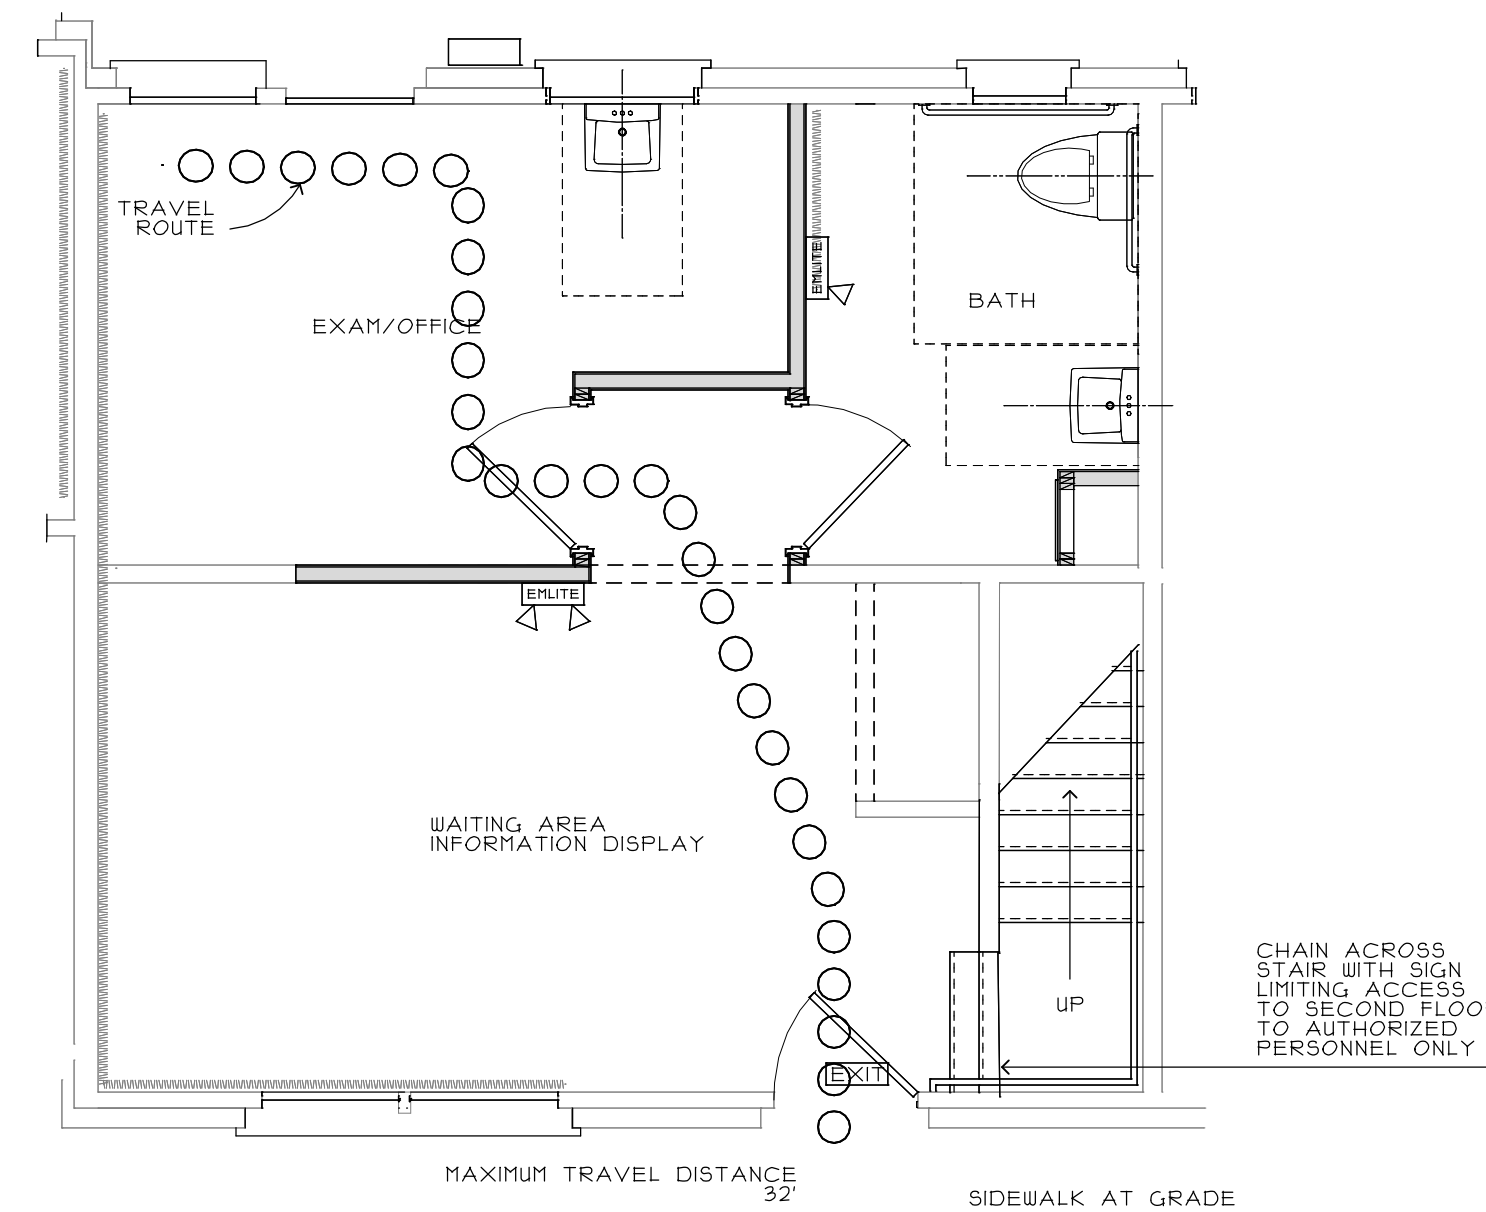 TRAVEL
ROUTE
EMLITE
BATH
EXAM/OFFICE
EMLITE
WAITING AREA
INFORMATION DISPLAY
CHAIN ACROSS
STAIR WITH SIGN
LIMITING ACCESS
TO SECOND FLOO
TO AUTHORIZED
PERSONNEL ONLY
UP
EXIT
MAXIMUM TRAVEL DISTANCE
32'
SIDEWALK AT GRADE